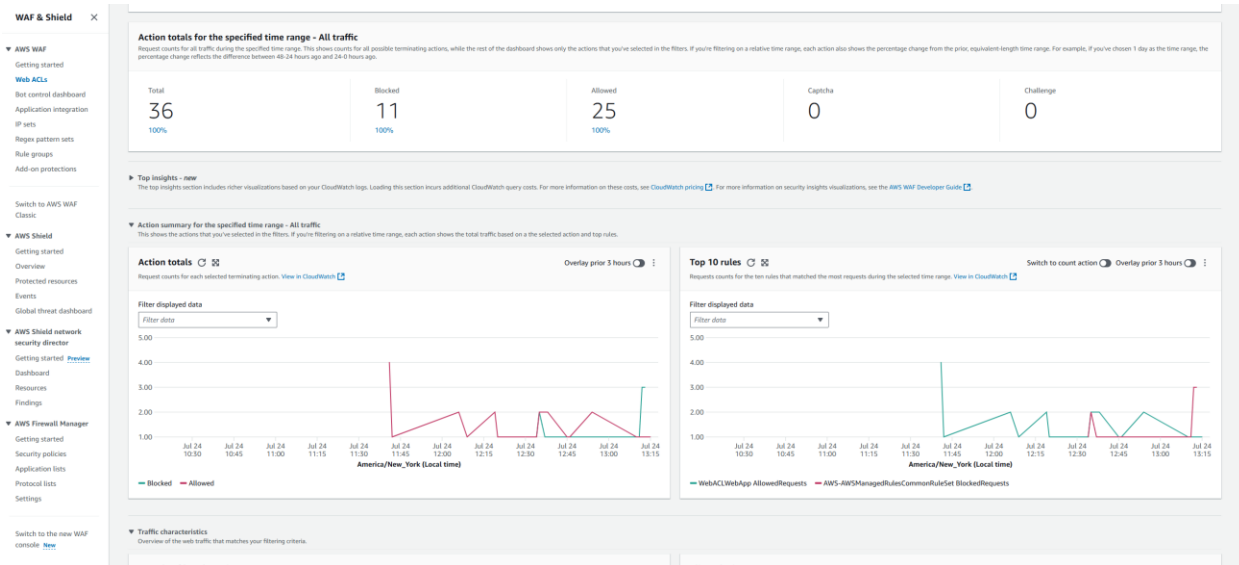 WAF & Shield
AWS WAF
Getting started
Web ACLs
Bot control dashboard
Application integration
IP sets
Regex pattern sets
Rule groups
Add-on protections
Switch to AWS WAF
Classic
AWS Shield
Getting started
Overview
Protected resources
Events
Global threat dashboard
AWS Shield network
security director
Getting started Preview
Dashboard
Resources
Findings
AWS Firewall Manager
Getting started
Security policies
Application lists
Protocol lists
Settings
Switch to the new WAF
console New
Action totals for the specified time range - All traffic
Request counts for all traffic during the specified time range. This shows counts for all possible terminating actions, while the rest of the dashboard shows only the actions that you've selected in the filters. If you're filtering on a relative time range, each action also shows the percentage change from the prior, equivalent-length time range. For example, if you've chosen 1 day as the time range, the
percentage change reflects the difference between 48-24 hours ago and 24-0 hours ago.
Total Blocked Allowed Captcha Challenge
36 11 25 0 0
100% 100% 100%
Top insights - new
The top insights section includes richer visualizations based on your CloudWatch logs. Loading this section incurs additional CloudWatch query costs. For more information on these costs, see CloudWatch pricing. For more information on security insights visualizations, see the AWS WAF Developer Guide
Action summary for the specified time range - All traffic
This shows the actions that you've selected in the filters. If you're filtering on a relative time range, each action shows the total traffic based on a the selected action and top rules.
Action totals Overlay prior 3 hours
Request counts for each selected terminating action. View in CloudWatch
Filter displayed data
Filter data
5.00
4.00
3.00
2.00
1.00
Jul 24 Jul 24 Jul 24 Jul 24 Jul 24 Jul 24 Jul 24 Jul 24 Jul 24 Jul 24 Jul 24 Jul 24
10:30 10:45 11:00 11:15 11:30 11:45 12:00 12:15 12:30 12:45 13:00 13:15
America/New_York (Local time)
Blocked Allowed
Top 10 rules Switch to count action Overlay prior 3 hours
Requests counts for the ten rules that matched the most requests during the selected time range. View in CloudWatch
Filter displayed data
Filter data
5.00
4.00
3.00
2.00
1.00
Jul 24 Jul 24 Jul 24 Jul 24 Jul 24 Jul 24 Jul 24 Jul 24 Jul 24 Jul 24 Jul 24 Jul 24
10:30 10:45 11:00 11:15 11:30 11:45 12:00 12:15 12:30 12:45 13:00 13:15
America/New_York (Local time)
WebACLWebApp AllowedRequests AWS-AWSManagedRulesCommonRuleSet BlockedRequests
Traffic characteristics
Overview of the web traffic that matches your filtering criteria.